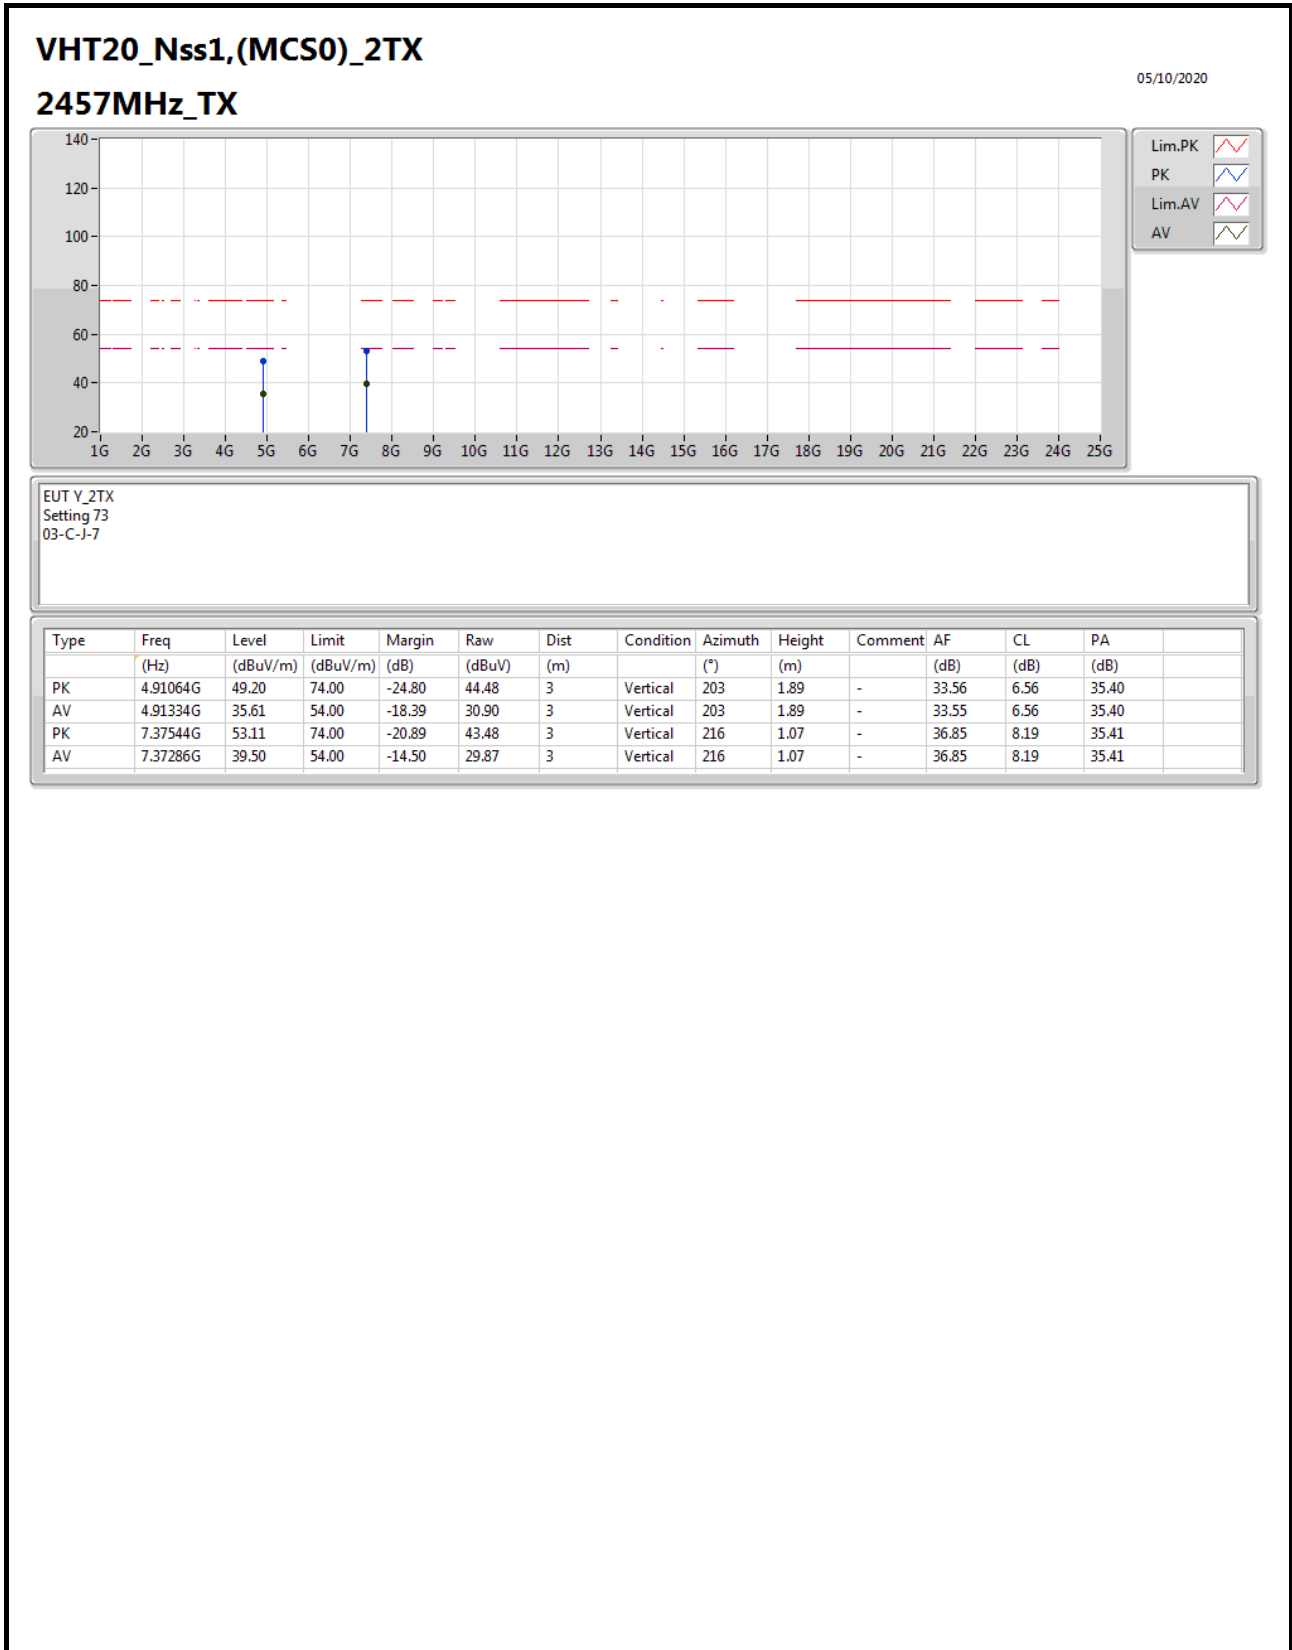 VHT20_Nss1,(MCS0)_2TX
05/10/2020
2457MHz_TX
140
120
100
80
60
40
20
1G 2G 3G 4G 5G 6G 7G 8G 9G 10G 11G 12G 13G 14G 15G 16G 17G 18G 19G 20G 21G 22G 23G 24G 25G
Lim.PK
PK
Lim.AV
AV
EUT Y_2TX
Setting 73
03-C-J-7
Type Freq Level Limit Margin Raw Dist Condition Azimuth Height Comment AF CL PA
(Hz) (dBuV/m) (dBuV/m) (dB) (dBuV) (m) (°) (m) (dB) (dB) (dB)
PK 4.91064G 49.20 74.00 -24.80 44.48 3 Vertical 203 1.89 - 33.56 6.56 35.40
AV 4.91334G 35.61 54.00 -18.39 30.90 3 Vertical 203 1.89 - 33.55 6.56 35.40
PK 7.37544G 53.11 74.00 -20.89 43.48 3 Vertical 216 1.07 - 36.85 8.19 35.41
AV 7.37286G 39.50 54.00 -14.50 29.87 3 Vertical 216 1.07 - 36.85 8.19 35.41